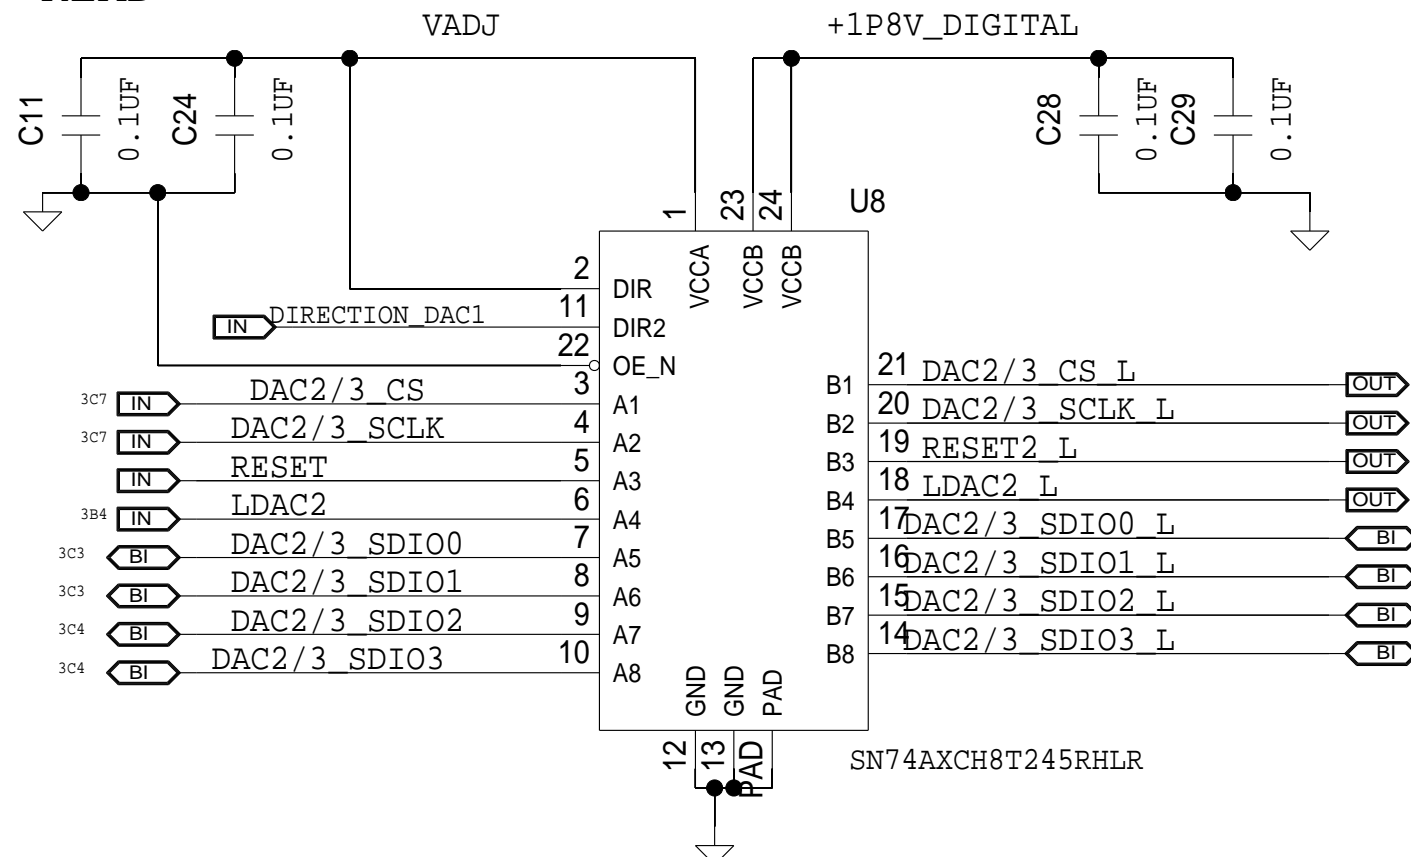 VADJ
+1P8V_DIGITAL
C11
0.1UF
C24
0.1UF
C28
0.1UF
C29
0.1UF
1
23
24
U8
VCCA
VCCB
VCCB
2
DIR
11
IN
DIRECTION_DAC1
DIR2
22
OE_N
3C7
IN
DAC2/3_CS
3
A1
B1
21
DAC2/3_CS_L
OUT
3C7
IN
DAC2/3_SCLK
4
A2
B2
20
DAC2/3_SCLK_L
OUT
IN
RESET
5
A3
B3
19
RESET2_L
OUT
3B4
IN
LDAC2
6
A4
B4
18
LDAC2_L
OUT
3C3
BI
DAC2/3_SDIO0
7
A5
B5
17
DAC2/3_SDIO0_L
BI
3C3
BI
DAC2/3_SDIO1
8
A6
B6
16
DAC2/3_SDIO1_L
BI
3C4
BI
DAC2/3_SDIO2
9
A7
B7
15
DAC2/3_SDIO2_L
BI
3C4
BI
DAC2/3_SDIO3
10
A8
B8
14
DAC2/3_SDIO3_L
BI
GND
GND
PAD
12
13
PAD
SN74AXCH8T245RHLR